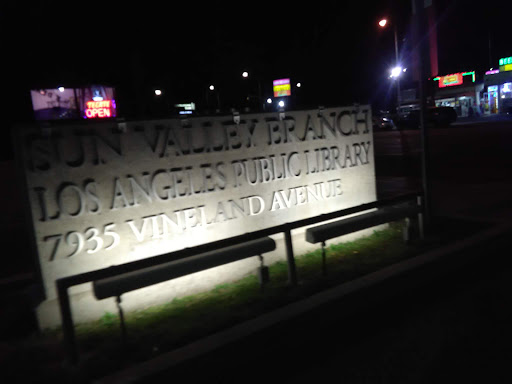 SUN VALLEY BRANCH
LOS ANGELES PUBLIC LIBRARY
7935 VINELAND AVENUE
OPEN